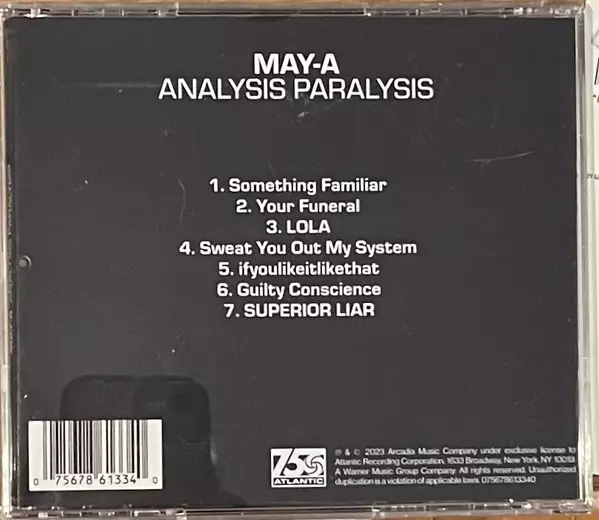 MAY-A
ANALYSIS PARALYSIS
1. Something Familiar
2. Your Funeral
3. LOLA
4. Sweat You Out My System
5. ifyoulikeitlikethat
6. Guilty Conscience
7. SUPERIOR LIAR
0 75678 61334 0
75
ATLANTIC
℗ & © 2023 Arcadia Music Company under exclusive license to
Atlantic Recording Corporation, 1633 Broadway, New York, NY 10019
A Warner Music Group Company. All rights reserved. Unauthorized
duplication is a violation of applicable laws. 075678613340